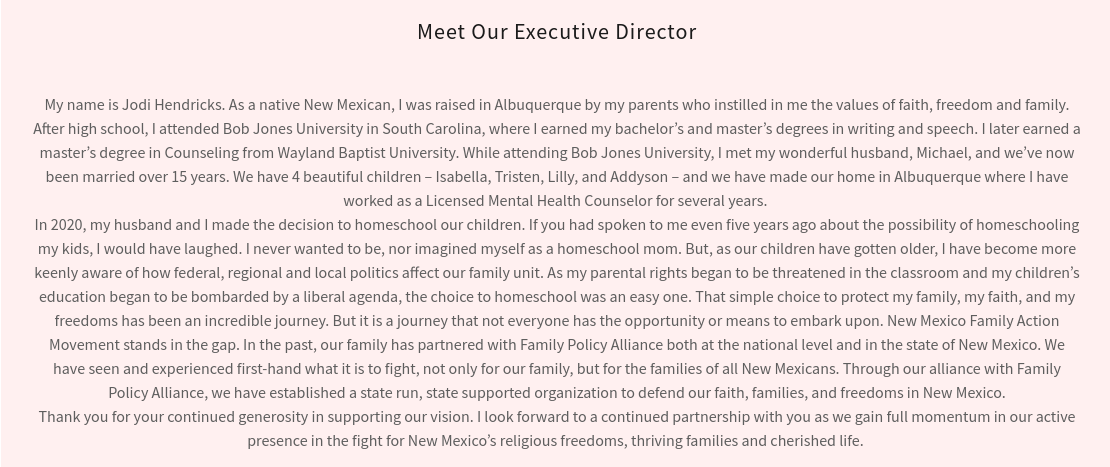 Meet Our Executive Director
My name is Jodi Hendricks. As a native New Mexican, I was raised in Albuquerque by my parents who instilled in me the values of faith, freedom and family.
After high school, I attended Bob Jones University in South Carolina, where I earned my bachelor’s and master’s degrees in writing and speech. I later earned a
master’s degree in Counseling from Wayland Baptist University. While attending Bob Jones University, I met my wonderful husband, Michael, and we’ve now
been married over 15 years. We have 4 beautiful children – Isabella, Tristen, Lilly, and Addyson – and we have made our home in Albuquerque where I have
worked as a Licensed Mental Health Counselor for several years.
In 2020, my husband and I made the decision to homeschool our children. If you had spoken to me even five years ago about the possibility of homeschooling
my kids, I would have laughed. I never wanted to be, nor imagined myself as a homeschool mom. But, as our children have gotten older, I have become more
keenly aware of how federal, regional and local politics affect our family unit. As my parental rights began to be threatened in the classroom and my children’s
education began to be bombarded by a liberal agenda, the choice to homeschool was an easy one. That simple choice to protect my family, my faith, and my
freedoms has been an incredible journey. But it is a journey that not everyone has the opportunity or means to embark upon. New Mexico Family Action
Movement stands in the gap. In the past, our family has partnered with Family Policy Alliance both at the national level and in the state of New Mexico. We
have seen and experienced first-hand what it is to fight, not only for our family, but for the families of all New Mexicans. Through our alliance with Family
Policy Alliance, we have established a state run, state supported organization to defend our faith, families, and freedoms in New Mexico.
Thank you for your continued generosity in supporting our vision. I look forward to a continued partnership with you as we gain full momentum in our active
presence in the fight for New Mexico’s religious freedoms, thriving families and cherished life.